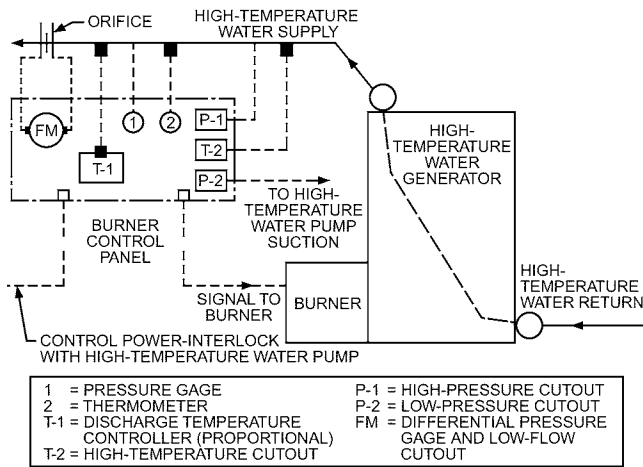 ORIFICE
HIGH-TEMPERATURE
WATER SUPPLY
FM
1
2
P-1
T-2
P-2
T-1
HIGH-
TEMPERATURE
WATER
GENERATOR
TO HIGH-
TEMPERATURE
WATER PUMP
SUCTION
BURNER
CONTROL
PANEL
SIGNAL TO
BURNER
BURNER
HIGH-
TEMPERATURE
WATER RETURN
CONTROL POWER-INTERLOCK
WITH HIGH-TEMPERATURE WATER PUMP
1 = PRESSURE GAGE
2 = THERMOMETER
T-1 = DISCHARGE TEMPERATURE
CONTROLLER (PROPORTIONAL)
T-2 = HIGH-TEMPERATURE CUTOUT
P-1 = HIGH-PRESSURE CUTOUT
P-2 = LOW-PRESSURE CUTOUT
FM = DIFFERENTIAL PRESSURE
GAGE AND LOW-FLOW
CUTOUT